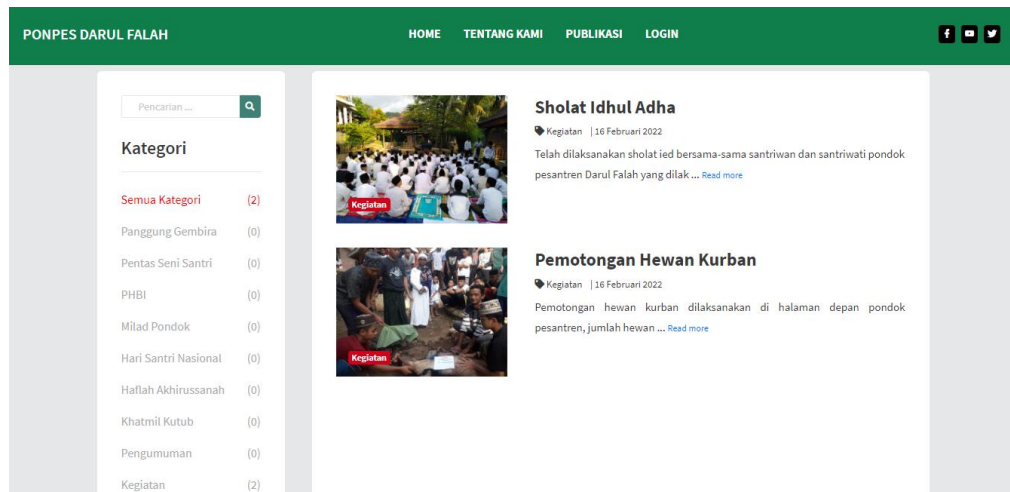 PONPES DARUL FALAH
HOME TENTANG KAMI PUBLIKASI LOGIN
Pencarian ...
Kategori
Semua Kategori (2)
Panggung Gembira (0)
Pentas Seni Santri (0)
PHBI (0)
Milad Pondok (0)
Hari Santri Nasional (0)
Haflah Akhirussanah (0)
Khatmil Kutub (0)
Pengumuman (0)
Kegiatan (2)
Kegiatan
Sholat Idhul Adha
Kegiatan | 16 Februari 2022
Telah dilaksanakan sholat ied bersama-sama santriwan dan santriwati pondok
pesantren Darul Falah yang dilak ... Read more
Kegiatan
Pemotongan Hewan Kurban
Kegiatan | 16 Februari 2022
Pemotongan hewan kurban dilaksanakan di halaman depan pondok
pesantren, jumlah hewan ... Read more